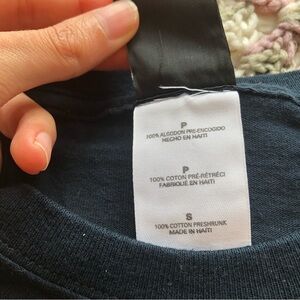 P
100% ALGODON PRE-ENCOGIDO
HECHO EN HAITI
P
100% COTON PRÉ-RÉTRÉCI
FABRIQUÉ EN HAITI
S
100% COTTON PRESHRUNK
MADE IN HAITI